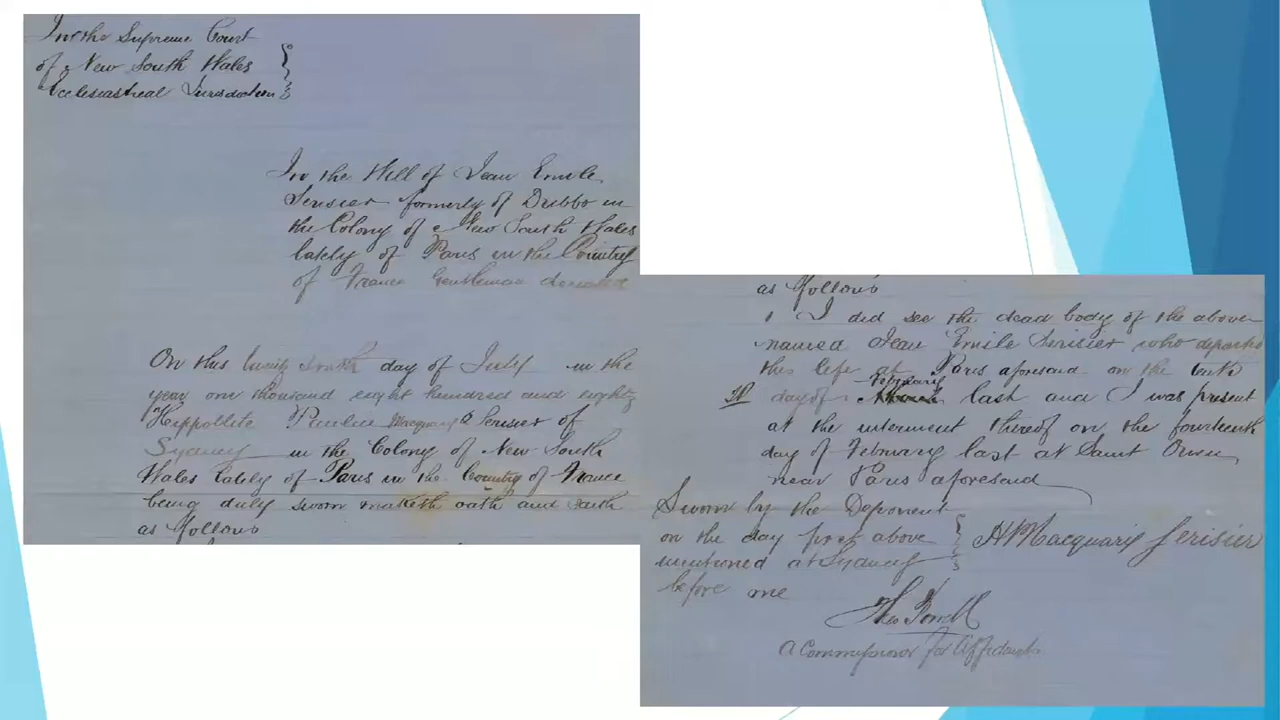 In the Supreme Court
of New South Wales
Ecclesiastical Jurisdiction
In the Will of Jean Emile
Serisier formerly of Dubbo in
the Colony of New South Wales
lately of Paris in the Country
of France Gentleman deceased
On this day of July in the
year one thousand eight hundred and eighty
Hippolite Macquarie Serisier of
Sydney in the Colony of New South
Wales lately of Paris in the Country of France
being duly sworn maketh oath and saith
as follows
as follows
1 I did see the dead body of the above
named Jean Emile Serisier who departed
this life at Paris aforesaid on the tenth
February
day of last and I was present
at the interment thereof on the fourteenth
day of February last at Saint Owen
near Paris aforesaid
Sworn by the Deponent
on the day first above
mentioned at Sydney
before me
H Macquarie Serisier
A Commissioner for Affidavits